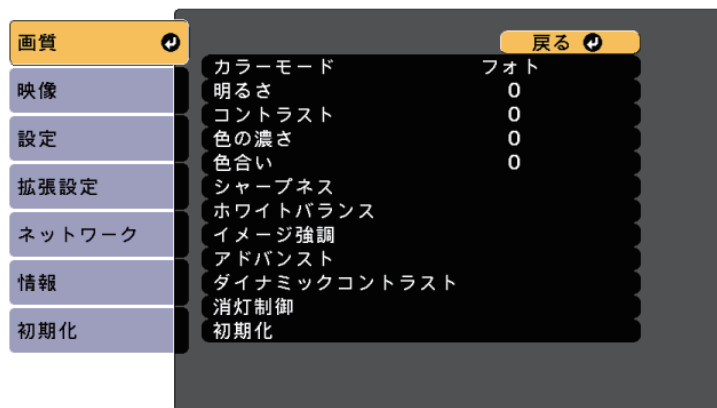 画質
映像
設定
拡張設定
ネットワーク
情報
初期化
戻る
カラーモード フォト
明るさ 0
コントラスト 0
色の濃さ 0
色合い 0
シャープネス
ホワイトバランス
イメージ強調
アドバンスト
ダイナミックコントラスト
消灯制御
初期化